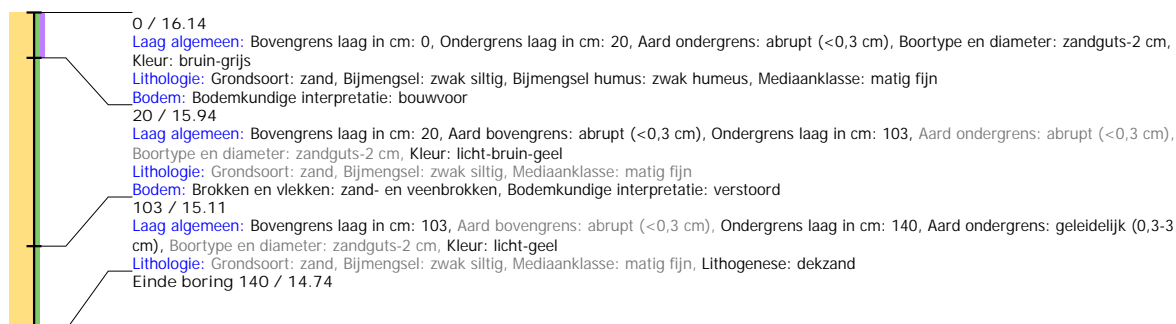 0 / 16.14
Laag algemeen: Bovengrens laag in cm: 0, Ondergrens laag in cm: 20, Aard ondergrens: abrupt (<0,3 cm), Boortype en diameter: zandguts-2 cm,
Kleur: bruin-grijs
Lithologie: Grondsoort: zand, Bijmengsel: zwak siltig, Bijmengsel humus: zwak humeus, Mediaanklasse: matig fijn
Bodem: Bodemkundige interpretatie: bouwvoor
20 / 15.94
Laag algemeen: Bovengrens laag in cm: 20, Aard bovengrens: abrupt (<0,3 cm), Ondergrens laag in cm: 103, Aard ondergrens: abrupt (<0,3 cm),
Boortype en diameter: zandguts-2 cm, Kleur: licht-bruin-geel
Lithologie: Grondsoort: zand, Bijmengsel: zwak siltig, Mediaanklasse: matig fijn
Bodem: Brokken en vlekken: zand- en veenbrokken, Bodemkundige interpretatie: verstoord
103 / 15.11
Laag algemeen: Bovengrens laag in cm: 103, Aard bovengrens: abrupt (<0,3 cm), Ondergrens laag in cm: 140, Aard ondergrens: geleidelijk (0,3-3
cm), Boortype en diameter: zandguts-2 cm, Kleur: licht-geel
Lithologie: Grondsoort: zand, Bijmengsel: zwak siltig, Mediaanklasse: matig fijn, Lithogenese: dekzand
Einde boring 140 / 14.74